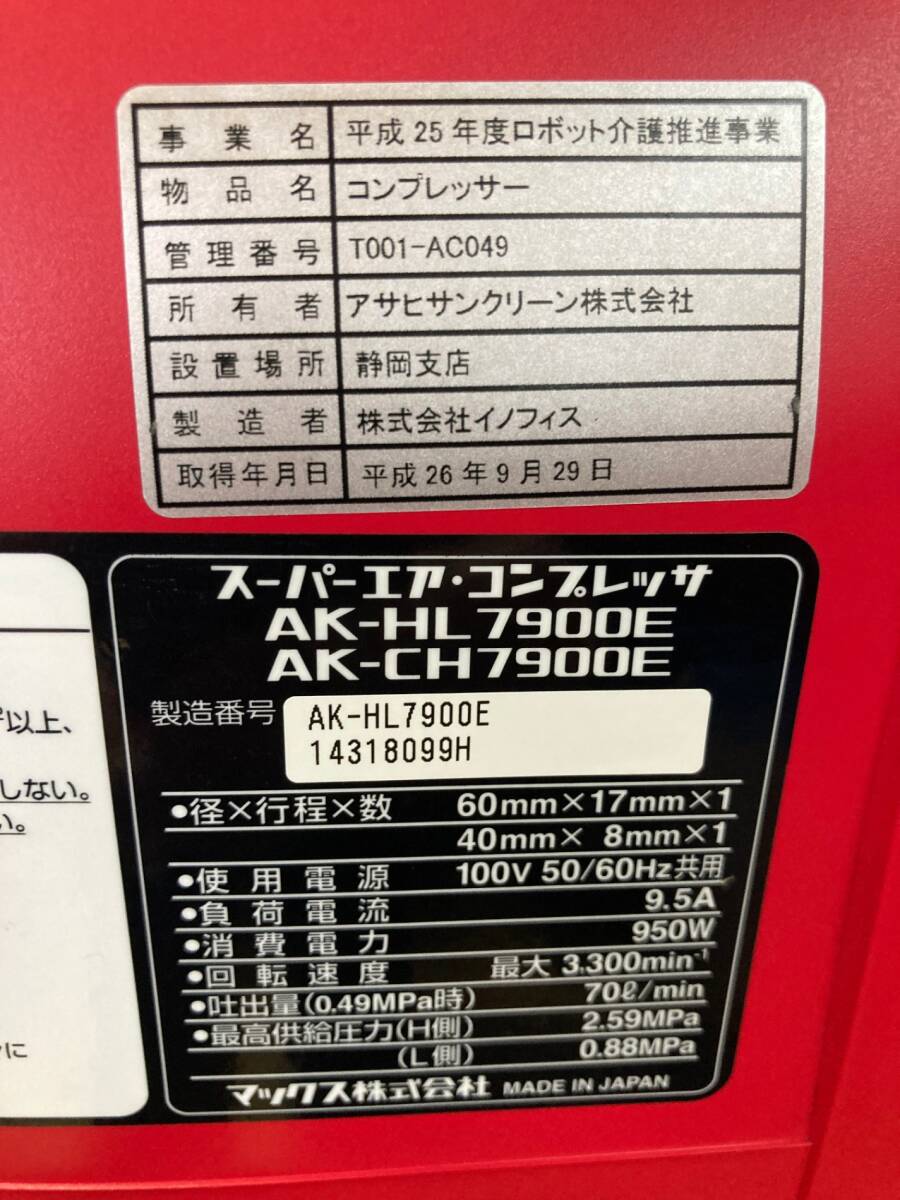 事業名 平成25年度ロボット介護推進事業
物品名 コンプレッサー
管理番号 T001-AC049
所有者 アサヒサンクリーン株式会社
設置場所 静岡支店
製造者 株式会社イノフィス
取得年月日 平成26年9月29日
スーパーエア・コンプレッサ
AK-HL7900E
AK-CH7900E
製造番号 AK-HL7900E
14318099H
●径×行程×数 60mm×17mm×1
40mm× 8mm×1
●使用電源 100V 50/60Hz共用
●負荷電流 9.5A
●消費電力 950W
●回転速度 最大 3.300min⁻¹
●吐出量(0.49MPa時) 70ℓ/min
●最高供給圧力(H側) 2.59MPa
(L側) 0.88MPa
マックス株式会社 MADE IN JAPAN
以上、
しない。
い。
に